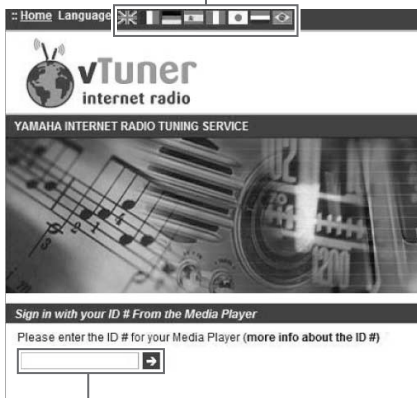 :: Home Language
vTuner
internet radio
YAMAHA INTERNET RADIO TUNING SERVICE
Sign in with your ID # From the Media Player
Please enter the ID # for your Media Player (more info about the ID #)